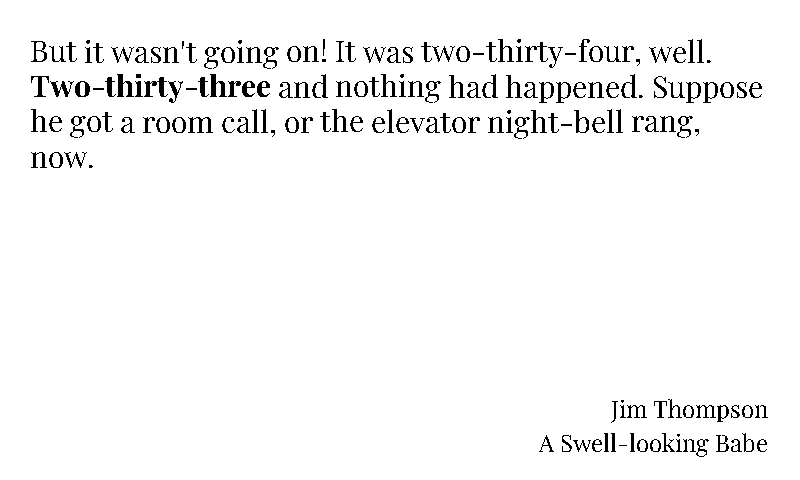 But it wasn't going on! It was two-thirty-four, well.
Two-thirty-three and nothing had happened. Suppose
he got a room call, or the elevator night-bell rang,
now.
Jim Thompson
A Swell-looking Babe